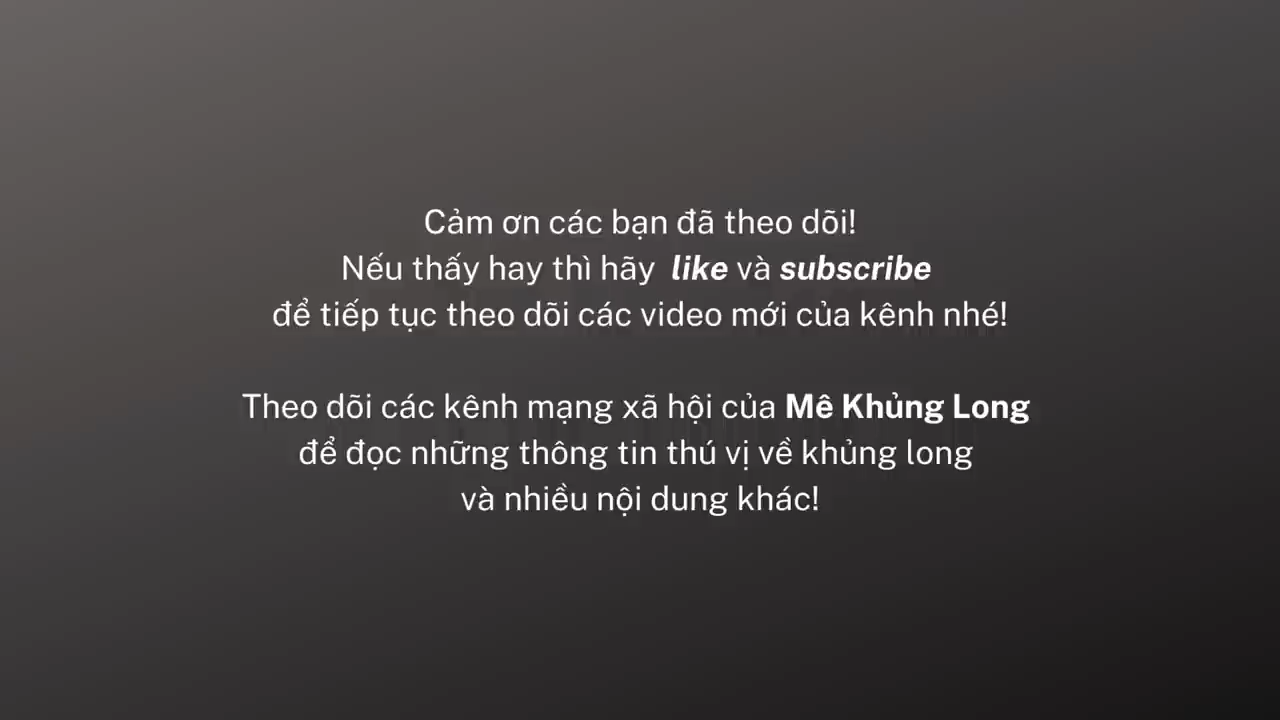 Cảm ơn các bạn đã theo dõi!
Nếu thấy hay thì hãy like và subscribe
để tiếp tục theo dõi các video mới của kênh nhé!
Theo dõi các kênh mạng xã hội của Mê Khủng Long
để đọc những thông tin thú vị về khủng long
và nhiều nội dung khác!